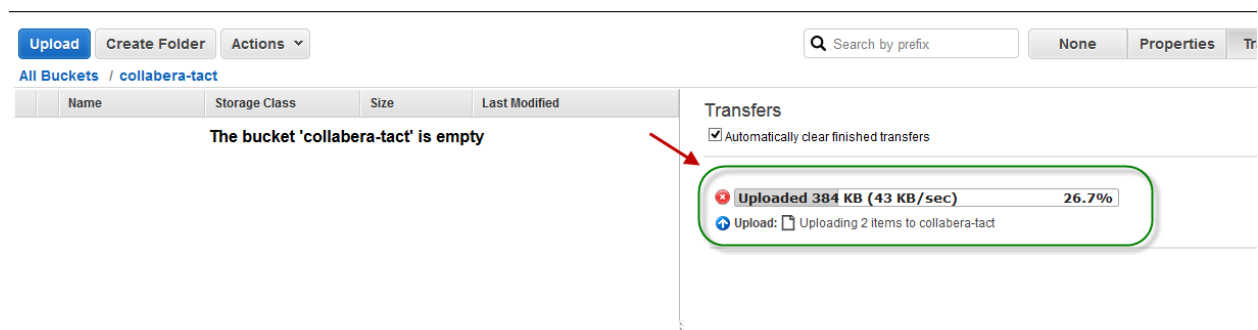 Upload Create Folder Actions Search by prefix None Properties
All Buckets / collabera-tact
Name Storage Class Size Last Modified
The bucket 'collabera-tact' is empty
Transfers
Automatically clear finished transfers
Uploaded 384 KB (43 KB/sec) 26.7%
Upload: Uploading 2 items to collabera-tact